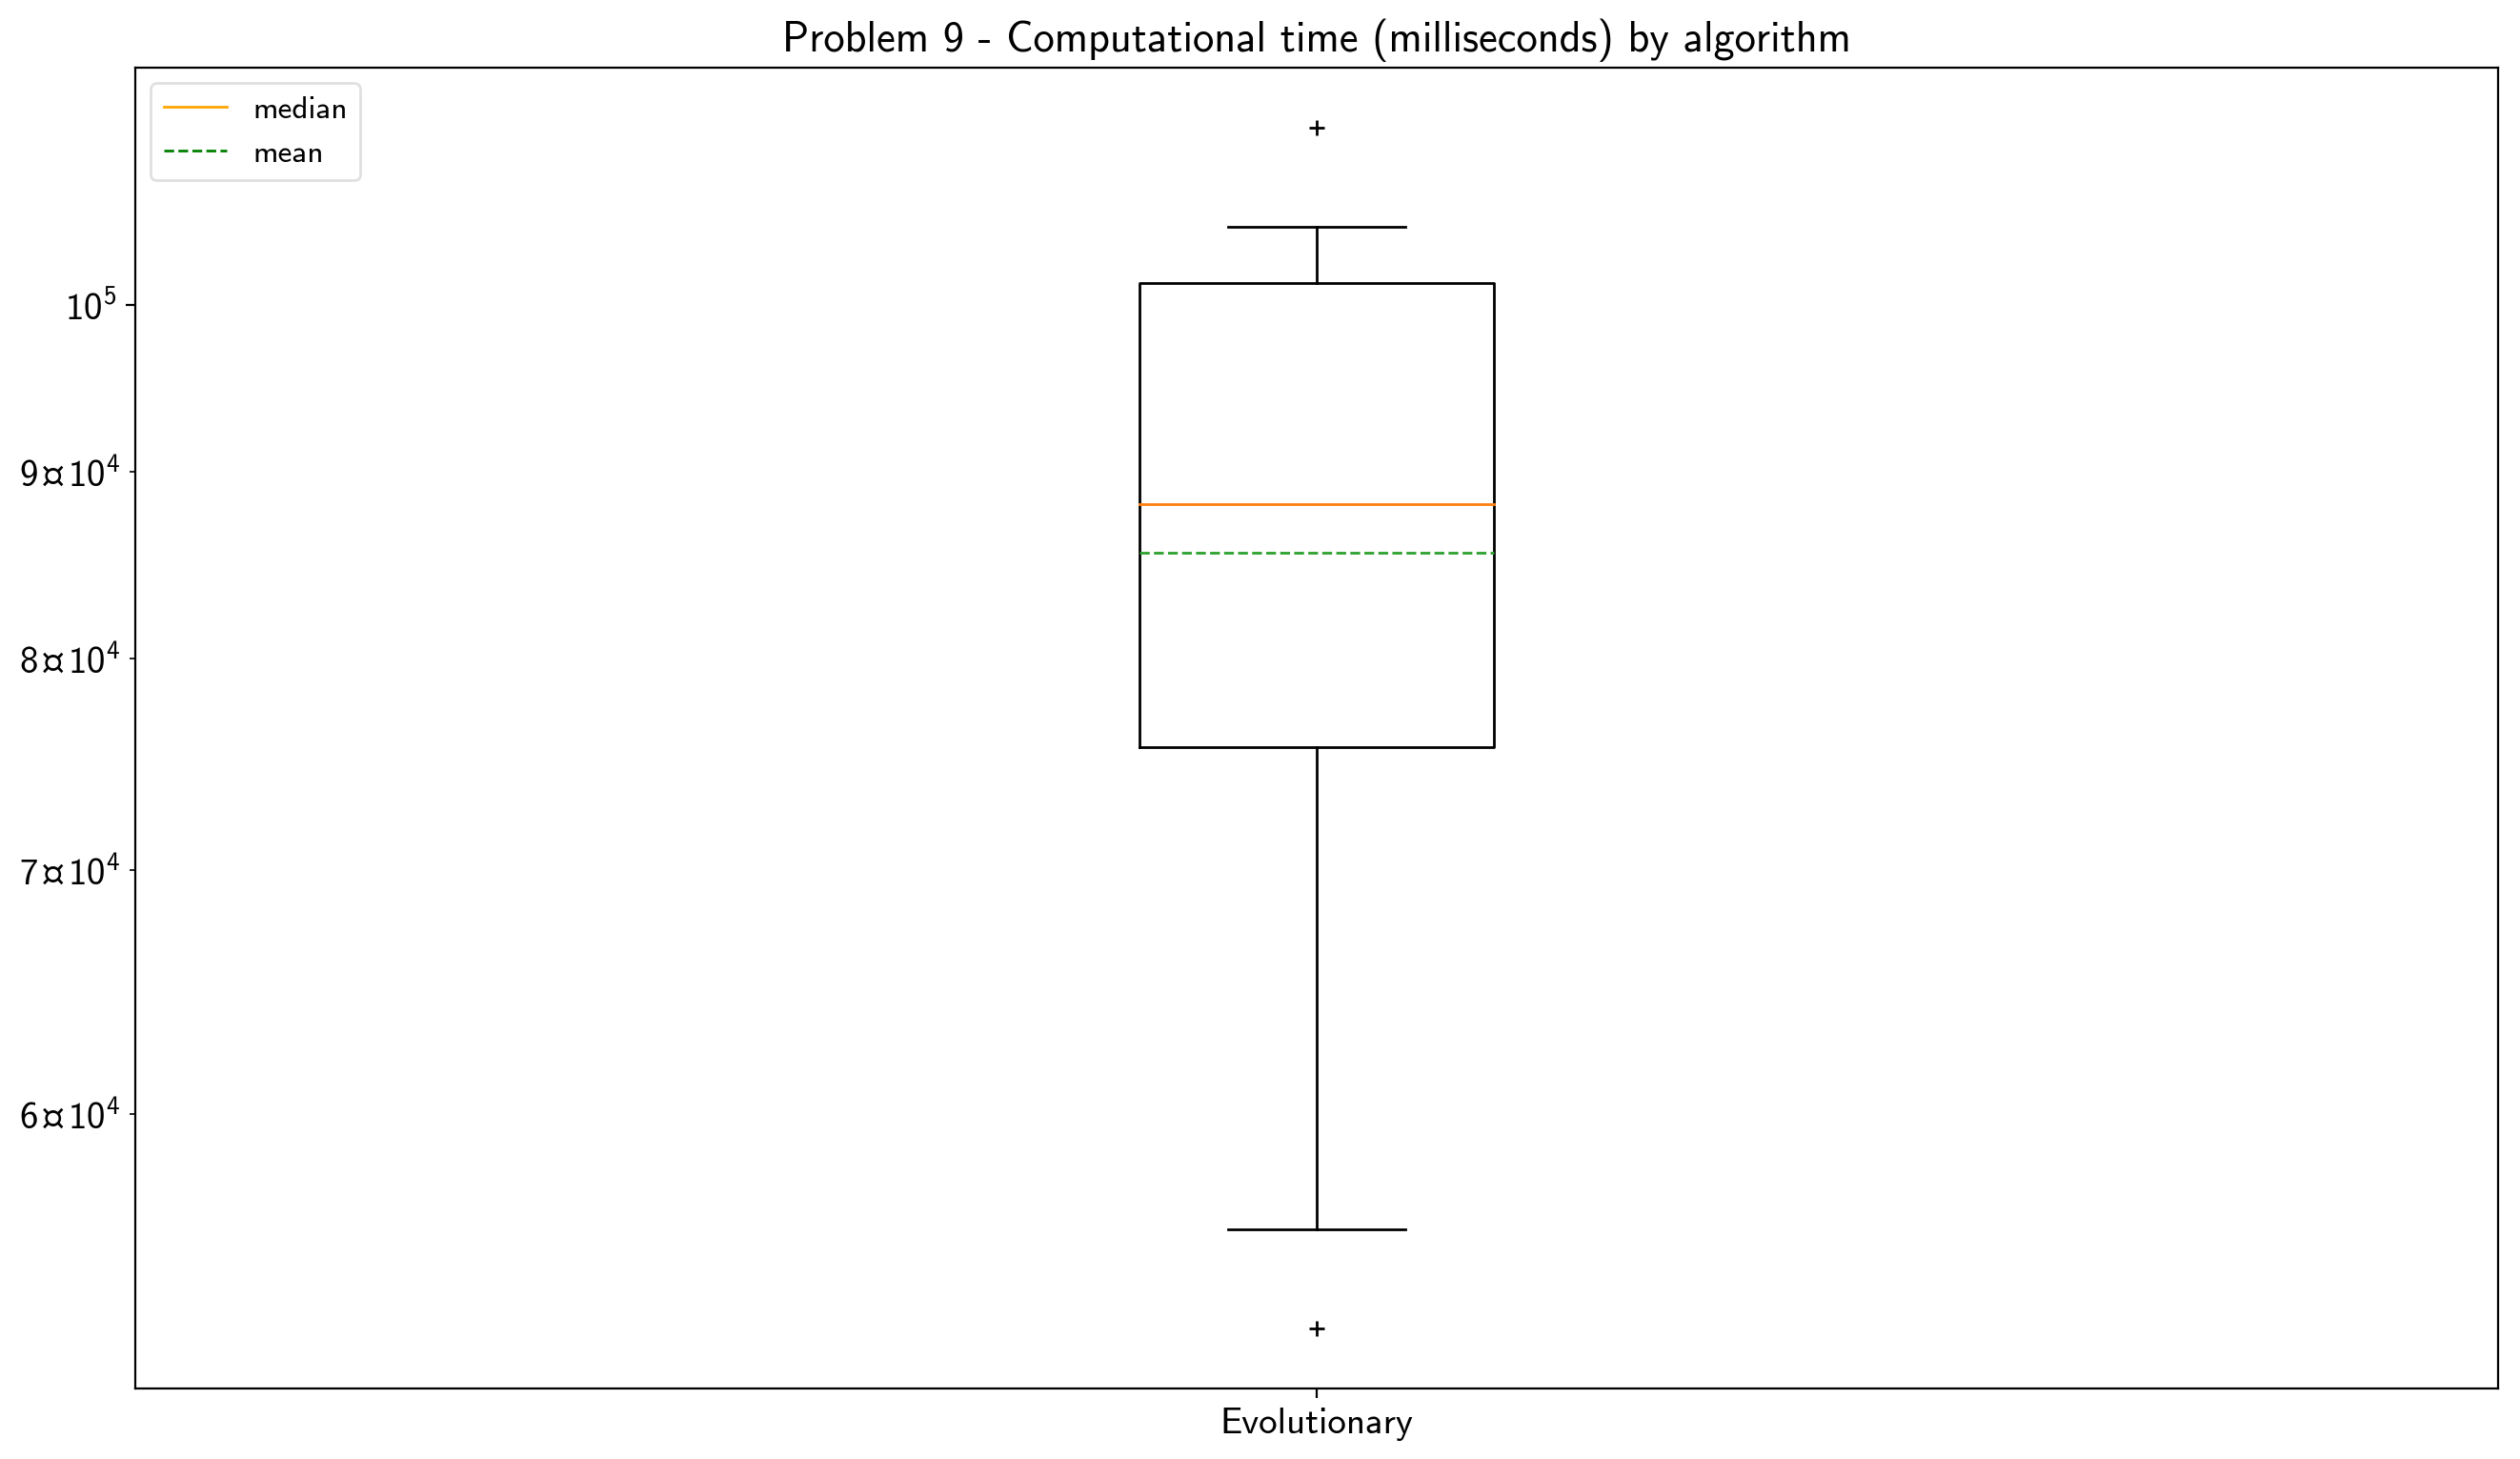 Problem 9 - Computational time (milliseconds) by algorithm
median
mean
10^5
9¤10^4
8¤10^4
7¤10^4
6¤10^4
Evolutionary